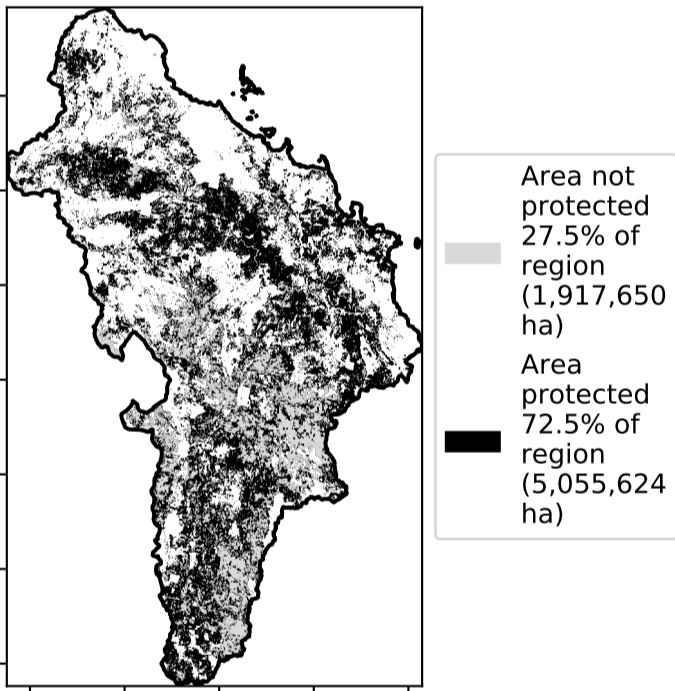 Area not
protected
27.5% of
region
(1,917,650
ha)
Area
protected
72.5% of
region
(5,055,624
ha)